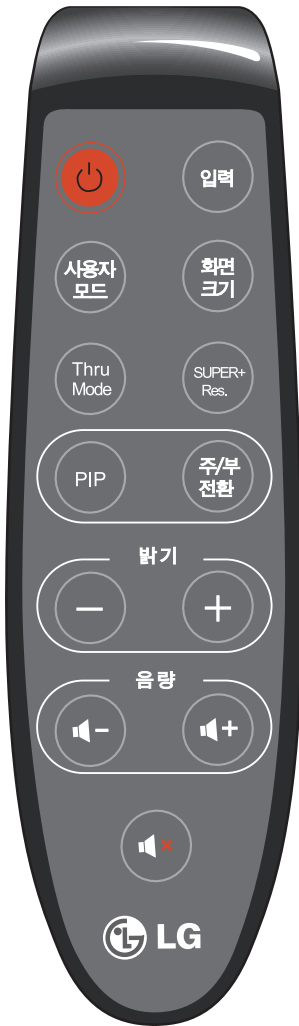 입력
사용자
모드
화면
크기
Thru
Mode
SUPER+
Res.
PIP
주/부
전환
밝기
− +
음량
− +
LG